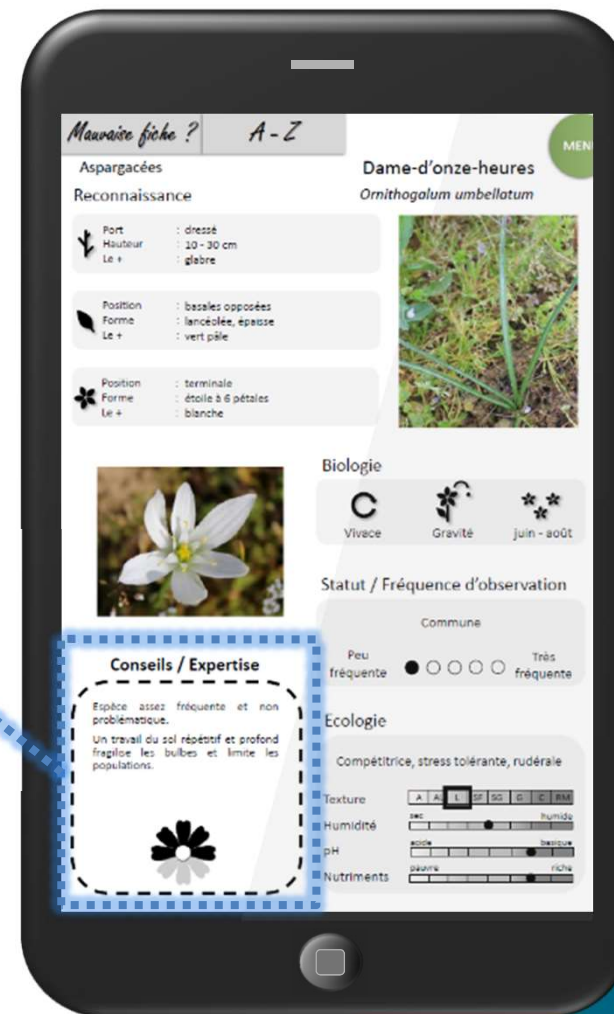 Mauvaise fiche ?
A - Z
MEN
Aspargacées
Dame-d'onze-heures
Reconnaissance
Ornithogalum umbellatum
Port : dressé
Hauteur : 10 - 30 cm
Le + : glabre
Position : basales opposées
Forme : lancéolée, épaisse
Le + : vert pâle
Position : terminale
Forme : étoile à 6 pétales
Le + : blanche
Biologie
Vivace
Gravité
juin - août
Statut / Fréquence d'observation
Commune
Peu fréquente
Très fréquente
Conseils / Expertise
Espèce assez fréquente et non
problématique.
Un travail du sol répétitif et profond
fragilise les bulbes et limite les
populations.
Ecologie
Compétitrice, stress tolérante, rudérale
Texture A AL L SF SG G C RM
Humidité sec humide
pH acide basique
Nutriments pauvre riche